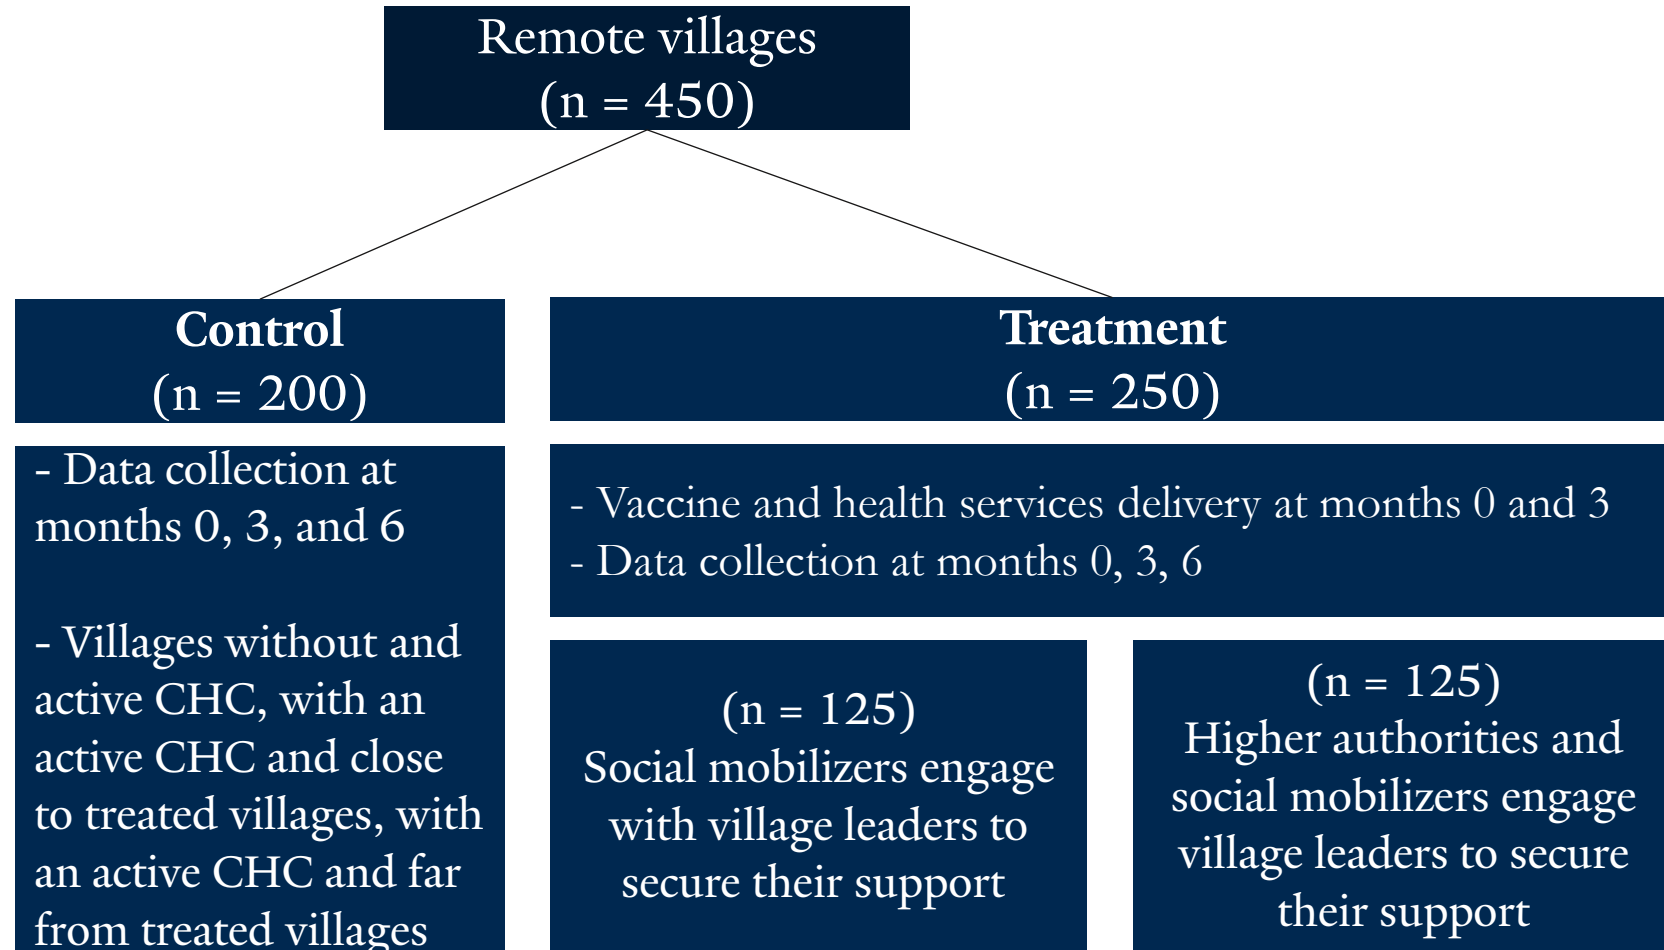 Remote villages
(n = 450)
Control
(n = 200)
- Data collection at
months 0, 3, and 6
- Villages without and
active CHC, with an
active CHC and close
to treated villages, with
an active CHC and far
from treated villages
Treatment
(n = 250)
- Vaccine and health services delivery at months 0 and 3
- Data collection at months 0, 3, 6
(n = 125)
Social mobilizers engage
with village leaders to
secure their support
(n = 125)
Higher authorities and
social mobilizers engage
village leaders to secure
their support